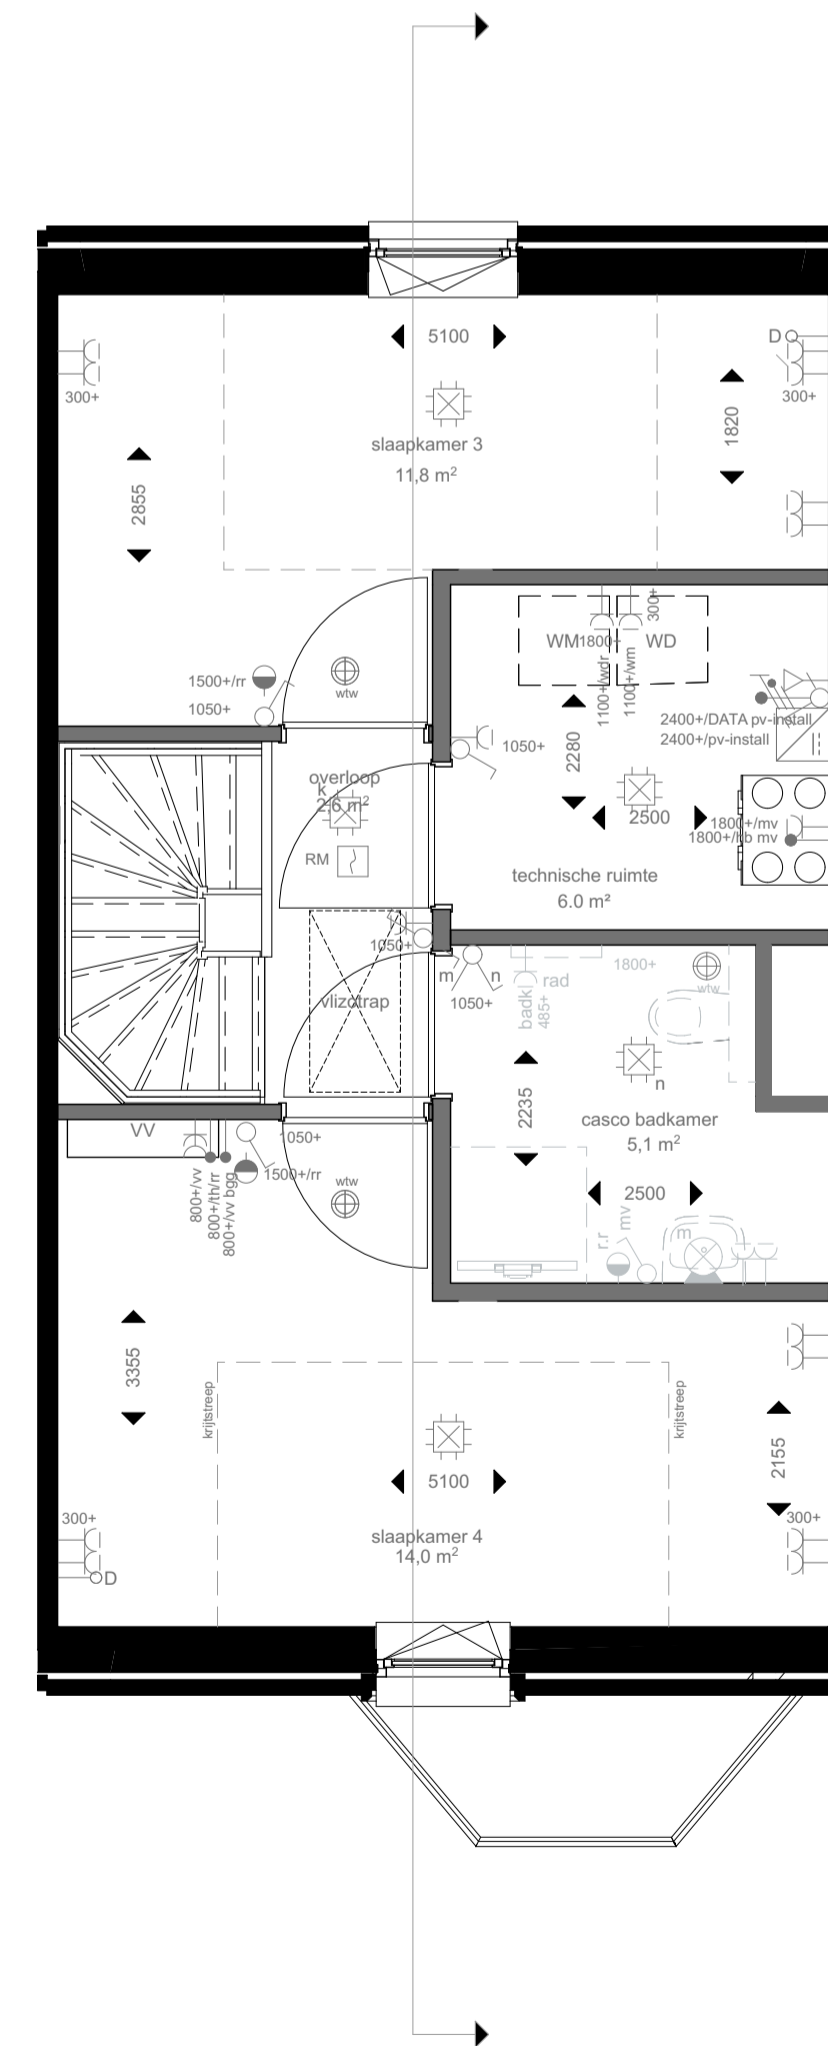 5100
D
300+
300+
1820
slaapkamer 3
11,8 m²
2855
WM
1800+
WD
300+
1100+/wdr
1100+/wm
1500+/rr
1050+
wtw
2400+/DATA pv-install
2400+/pv-install
1050+
2280
2500
overloop
k
2,6 m²
1800+/mv
1800+/hb mv
RM
technische ruimte
6.0 m²
1050+
m
n
1050+
badk
rad
485+
1800+
wtw
vlizotrap
n
2235
casco badkamer
5,1 m²
VV
1050+
1500+/rr
800+/vv
800+/th/rr
800+/vv bgg
wtw
2500
r.r
mv
m
3355
krijtstreep
krijtstreep
2155
5100
300+
300+
slaapkamer 4
14,0 m²
D